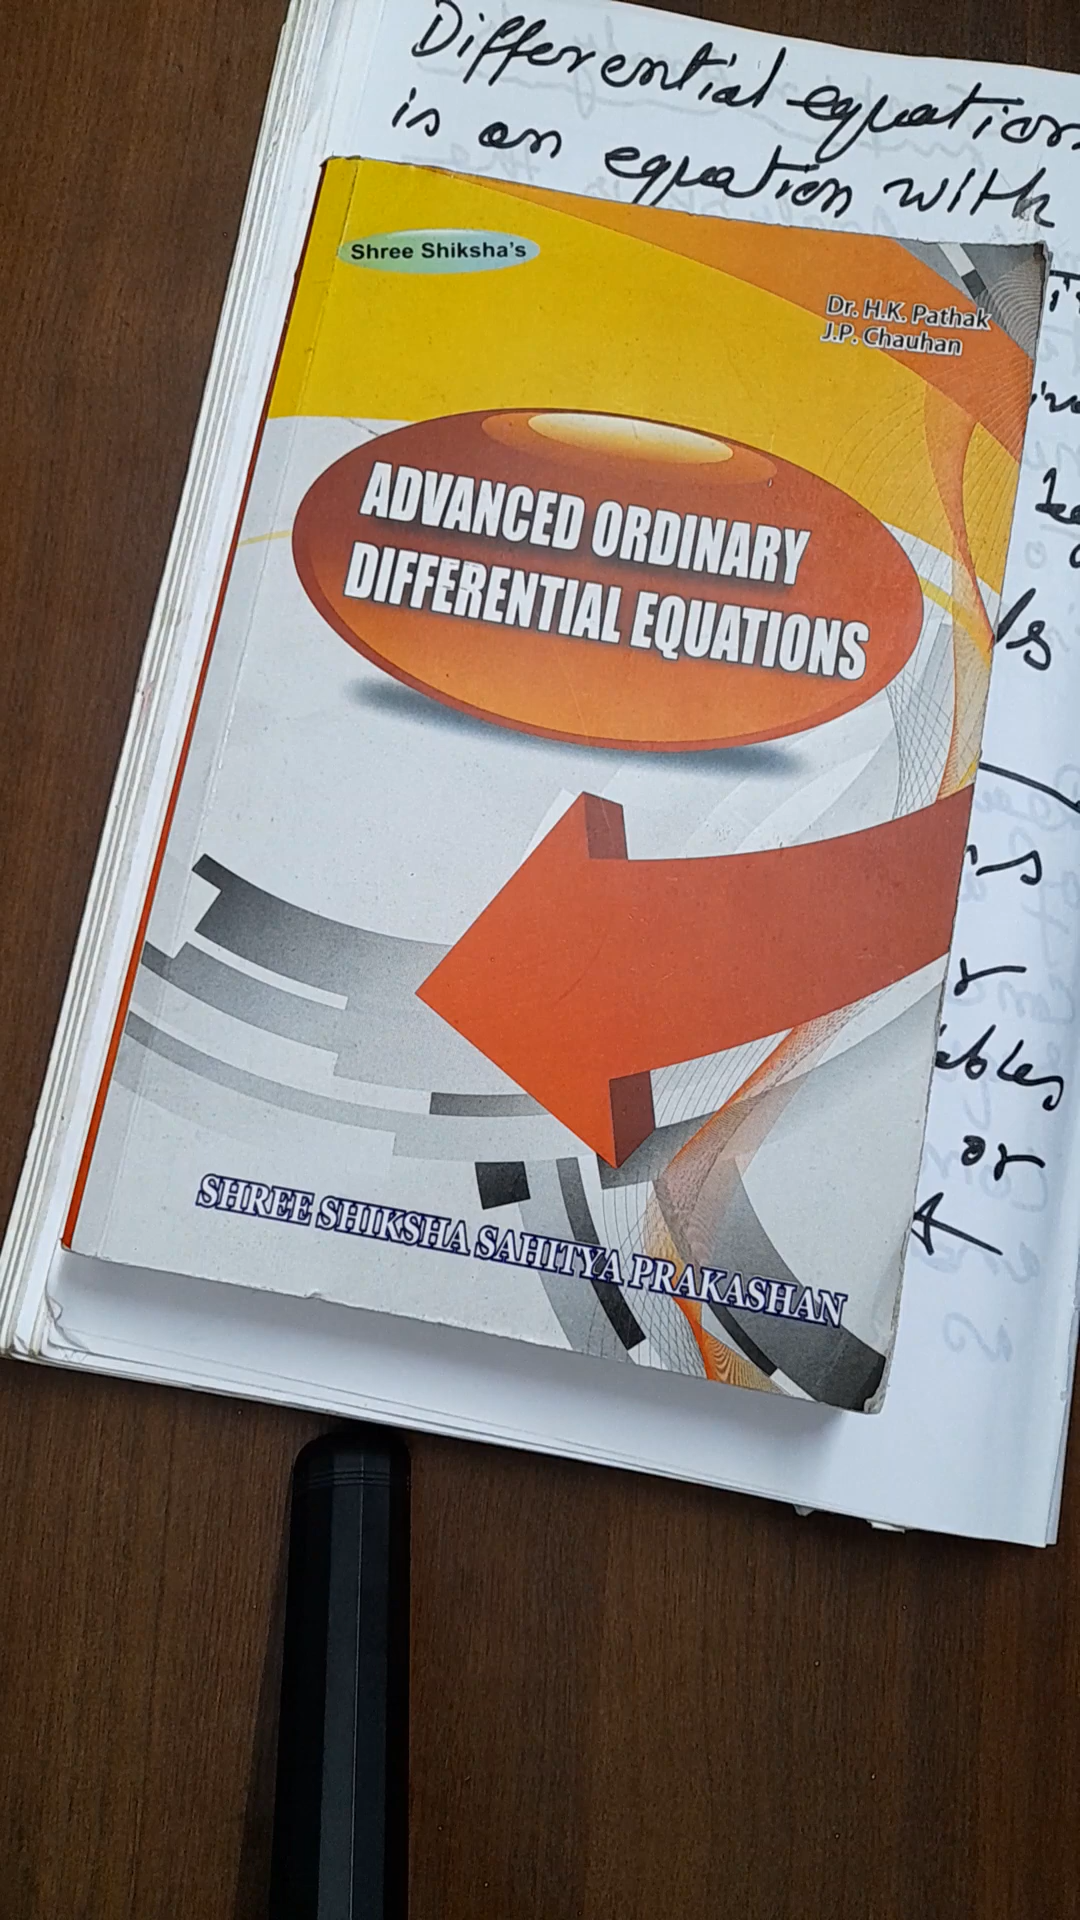 Differential equation
is an equation with
Shree Shiksha's
Dr. H.K. Pathak
J.P. Chauhan
ADVANCED ORDINARY
DIFFERENTIAL EQUATIONS
or
SHREE SHIKSHA SAHITYA PRAKASHAN